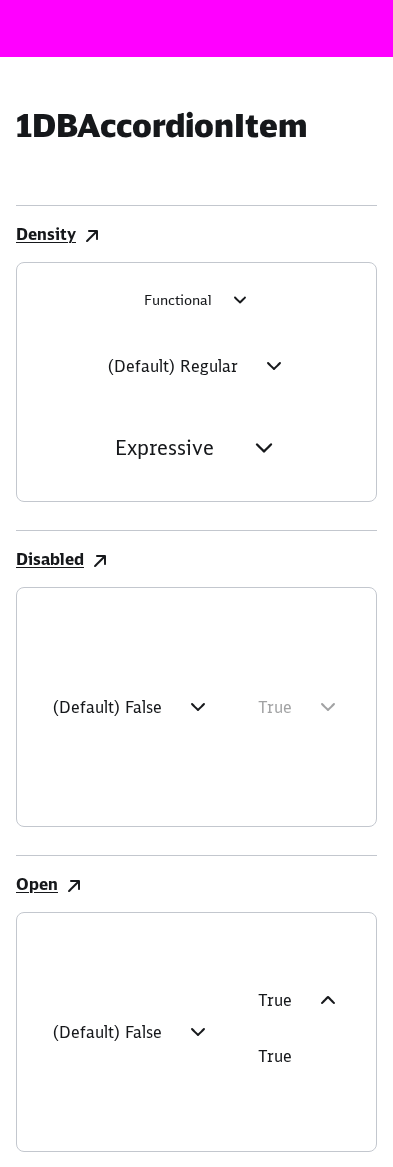 1DBAccordionItem
Density
Functional
(Default) Regular
Expressive
Disabled
(Default) False
True
Open
(Default) False
True
True